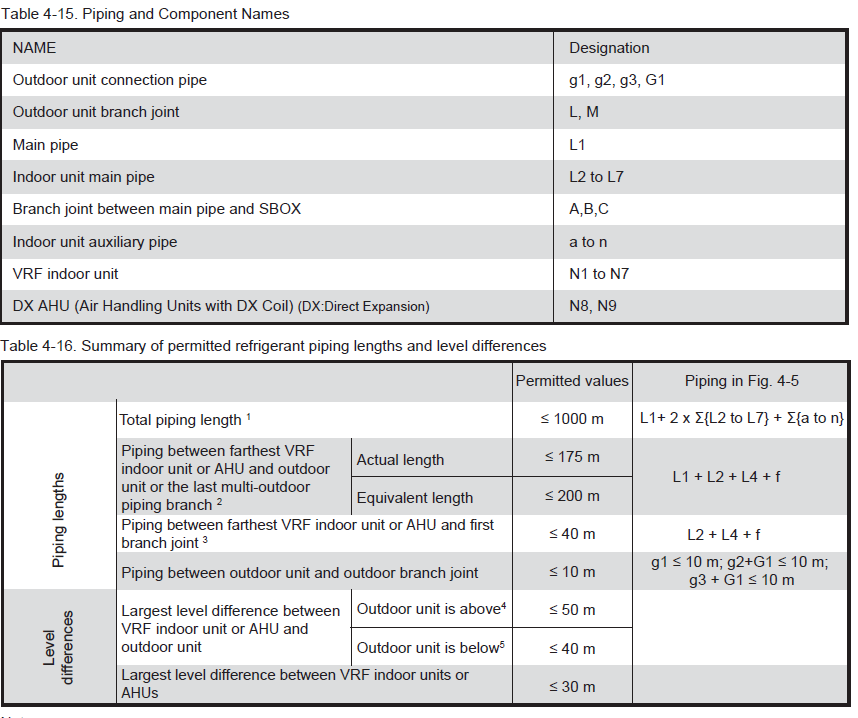 Table 4-15. Piping and Component Names
NAME Designation
Outdoor unit connection pipe g1, g2, g3, G1
Outdoor unit branch joint L, M
Main pipe L1
Indoor unit main pipe L2 to L7
Branch joint between main pipe and SBOX A,B,C
Indoor unit auxiliary pipe a to n
VRF indoor unit N1 to N7
DX AHU (Air Handling Units with DX Coil) (DX:Direct Expansion) N8, N9
Table 4-16. Summary of permitted refrigerant piping lengths and level differences
Permitted values Piping in Fig. 4-5
Piping lengths
Total piping length 1 ≤ 1000 m L1+ 2 x Σ{L2 to L7} + Σ{a to n}
Piping between farthest VRF
indoor unit or AHU and outdoor
unit or the last multi-outdoor
piping branch 2
Actual length ≤ 175 m
Equivalent length ≤ 200 m
L1 + L2 + L4 + f
Piping between farthest VRF indoor unit or AHU and first
branch joint 3
≤ 40 m L2 + L4 + f
Piping between outdoor unit and outdoor branch joint ≤ 10 m
g1 ≤ 10 m; g2+G1 ≤ 10 m;
g3 + G1 ≤ 10 m
Level
differences
Largest level difference between
VRF indoor unit or AHU and
outdoor unit
Outdoor unit is above4 ≤ 50 m
Outdoor unit is below5 ≤ 40 m
Largest level difference between VRF indoor units or
AHUs
≤ 30 m